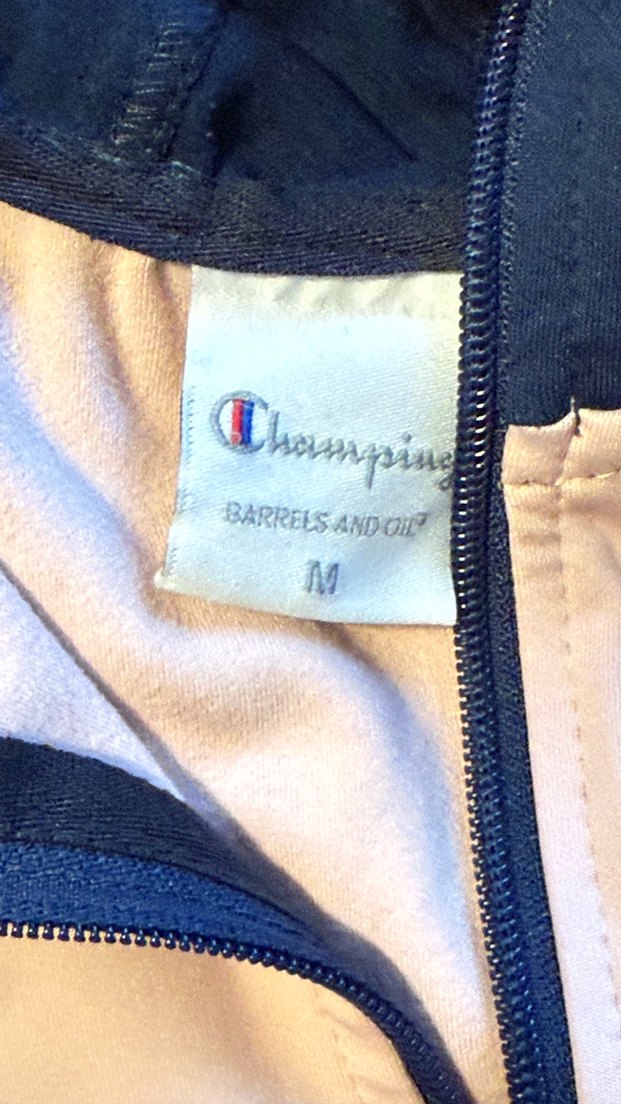 Champing
BARRELS AND OIL
M